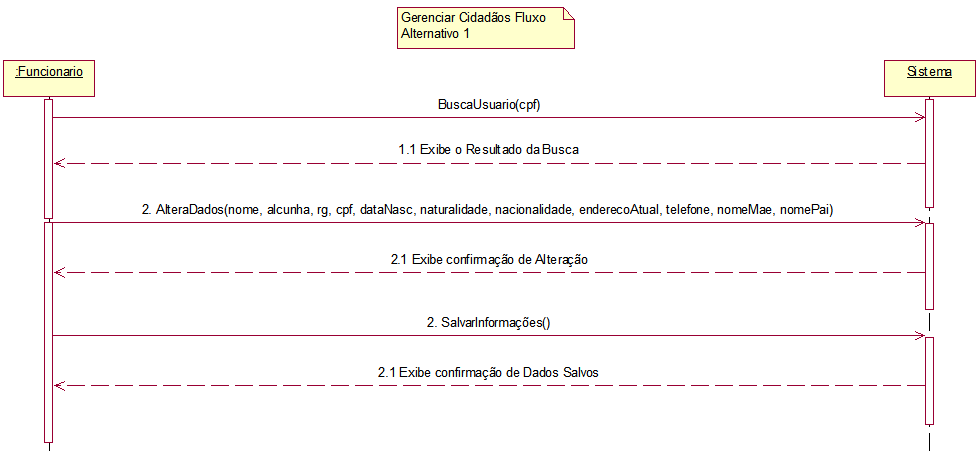 Gerenciar Cidadãos Fluxo
Alternativo 1
:Funcionario
Sistema
BuscaUsuario(cpf)
1.1 Exibe o Resultado da Busca
2. AlteraDados(nome, alcunha, rg, cpf, dataNasc, naturalidade, nacionalidade, enderecoAtual, telefone, nomeMae, nomePai)
2.1 Exibe confirmação de Alteração
2. SalvarInformações()
2.1 Exibe confirmação de Dados Salvos